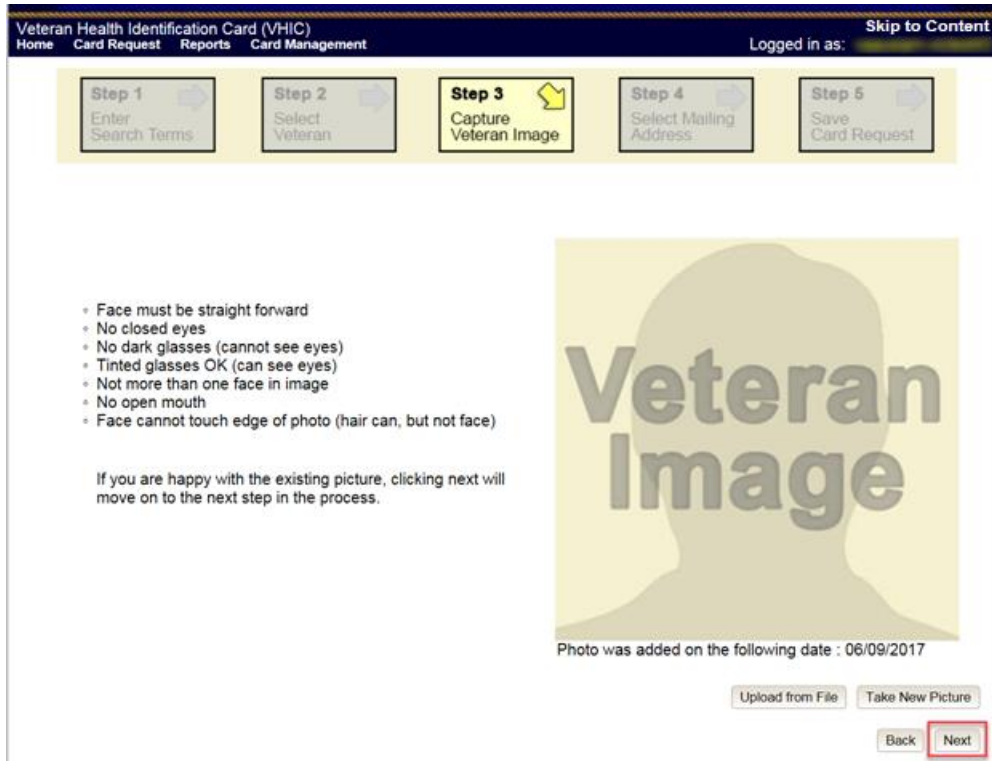 Veteran Health Identification Card (VHIC)
Skip to Content
Home Card Request Reports Card Management
Logged in as:
Step 1
Enter
Search Terms
Step 2
Select
Veteran
Step 3
Capture
Veteran Image
Step 4
Select Mailing
Address
Step 5
Save
Card Request
Face must be straight forward
No closed eyes
No dark glasses (cannot see eyes)
Tinted glasses OK (can see eyes)
Not more than one face in image
No open mouth
Face cannot touch edge of photo (hair can, but not face)
If you are happy with the existing picture, clicking next will
move on to the next step in the process.
Veteran
Image
Photo was added on the following date : 06/09/2017
Upload from File
Take New Picture
Back
Next